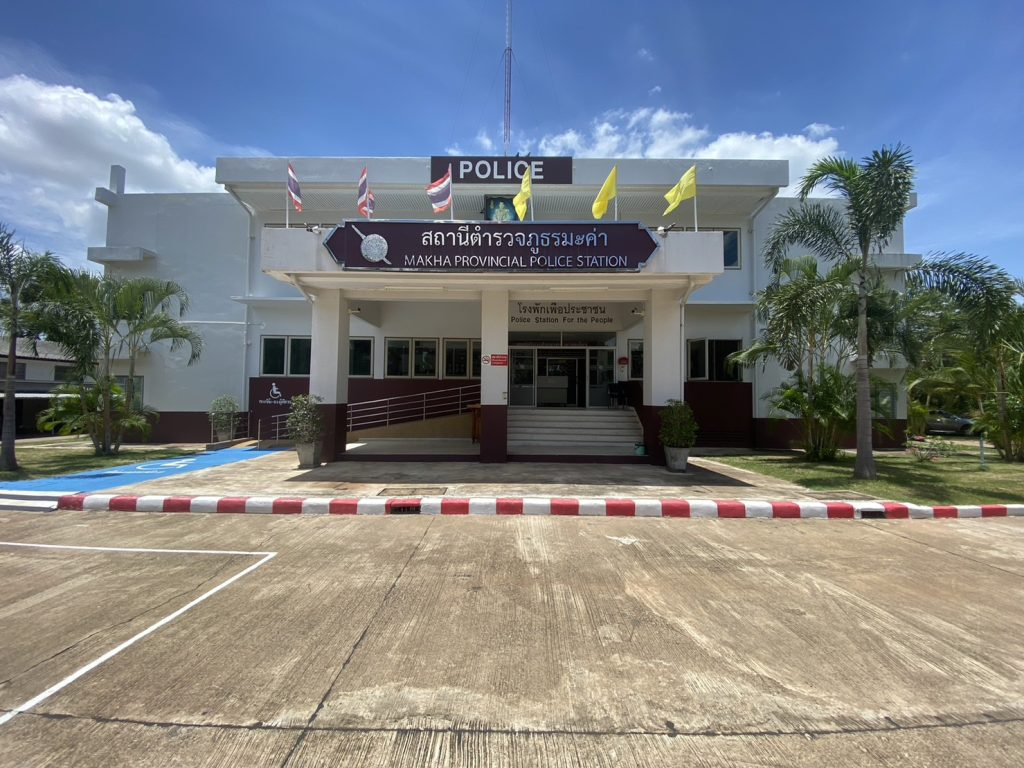 POLICE
สถานีตำรวจภูธรมะค่า
MAKHA PROVINCIAL POLICE STATION
โรงพักเพื่อประชาชน
Police Station For the People